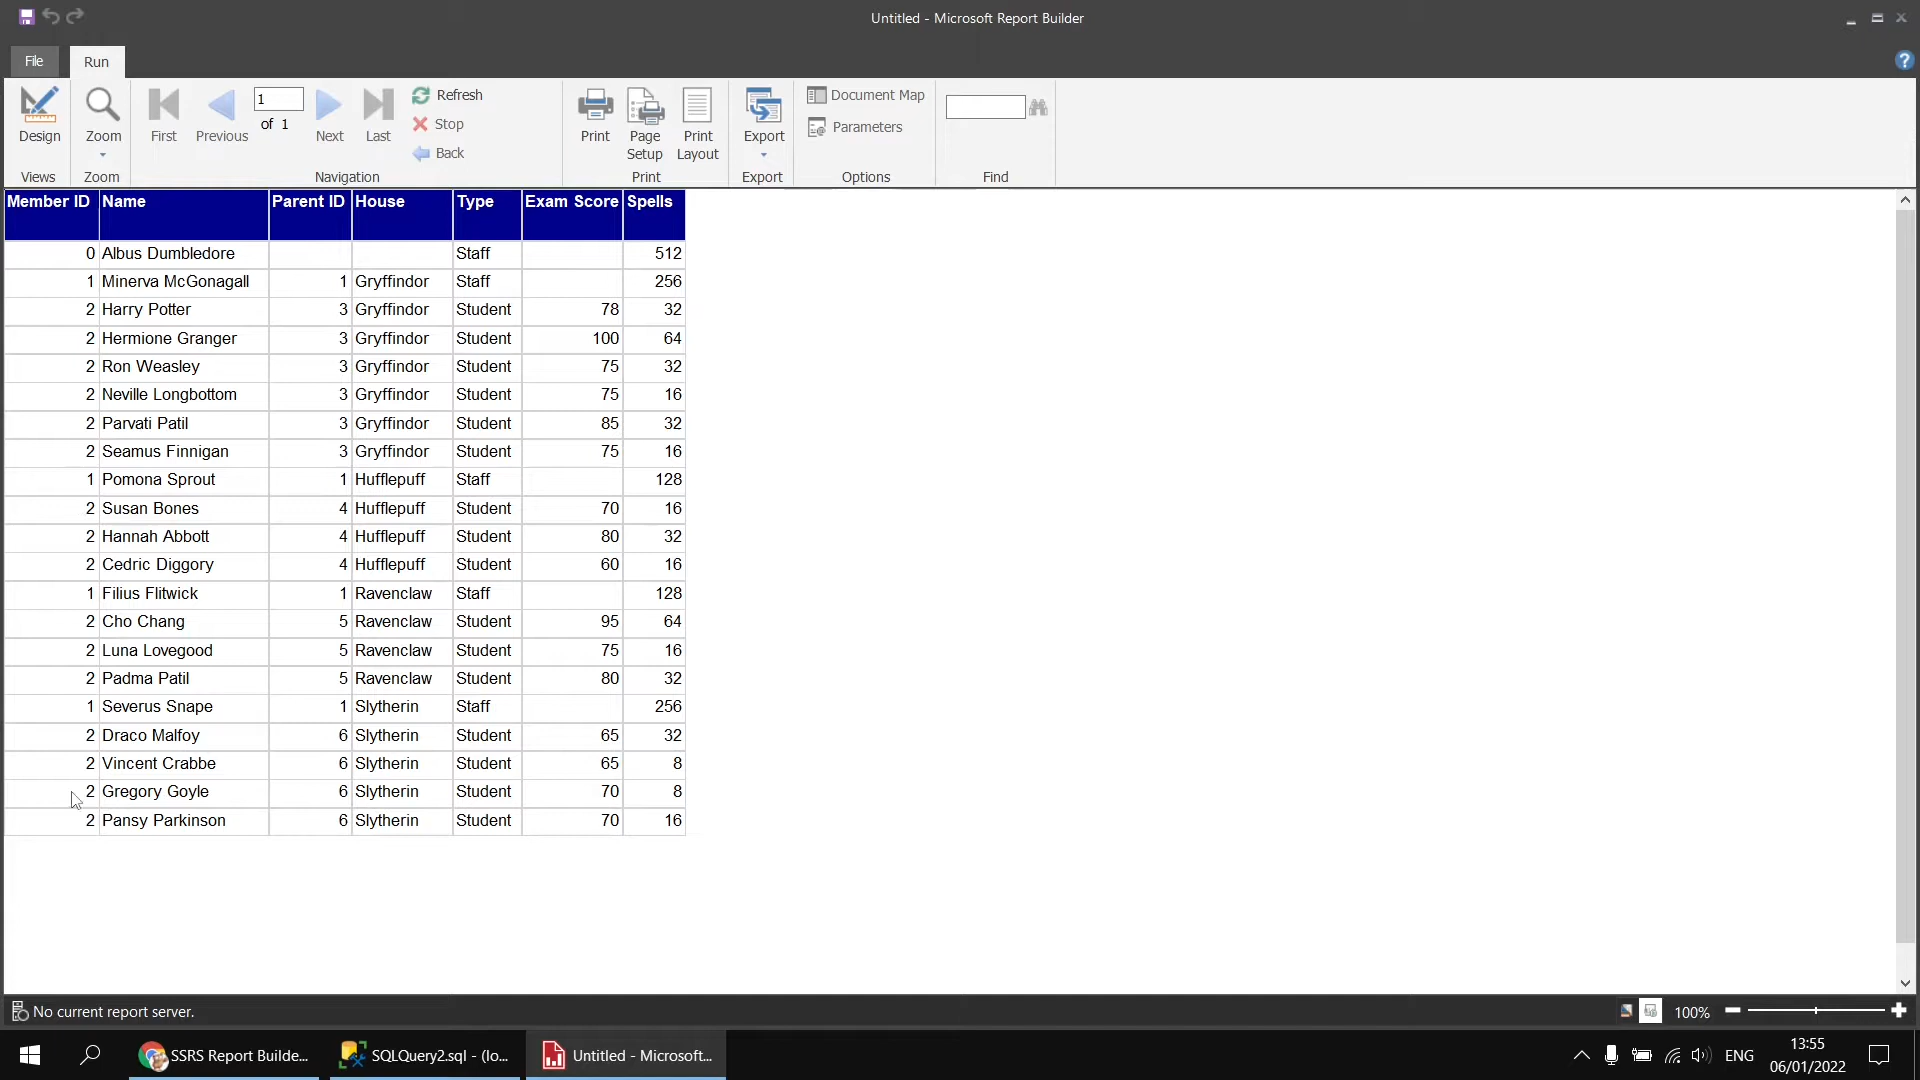 Untitled - Microsoft Report Builder
File Run
Design
Zoom
First
Previous
1
of 1
Next
Last
Refresh
Stop
Back
Print
Page Setup
Print Layout
Export
Document Map
Parameters
Views Zoom Navigation Print Export Options Find
Member ID Name Parent ID House Type Exam Score Spells
0 Albus Dumbledore Staff 512
1 Minerva McGonagall 1 Gryffindor Staff 256
2 Harry Potter 3 Gryffindor Student 78 32
2 Hermione Granger 3 Gryffindor Student 100 64
2 Ron Weasley 3 Gryffindor Student 75 32
2 Neville Longbottom 3 Gryffindor Student 75 16
2 Parvati Patil 3 Gryffindor Student 85 32
2 Seamus Finnigan 3 Gryffindor Student 75 16
1 Pomona Sprout 1 Hufflepuff Staff 128
2 Susan Bones 4 Hufflepuff Student 70 16
2 Hannah Abbott 4 Hufflepuff Student 80 32
2 Cedric Diggory 4 Hufflepuff Student 60 16
1 Filius Flitwick 1 Ravenclaw Staff 128
2 Cho Chang 5 Ravenclaw Student 95 64
2 Luna Lovegood 5 Ravenclaw Student 75 16
2 Padma Patil 5 Ravenclaw Student 80 32
1 Severus Snape 1 Slytherin Staff 256
2 Draco Malfoy 6 Slytherin Student 65 32
2 Vincent Crabbe 6 Slytherin Student 65 8
2 Gregory Goyle 6 Slytherin Student 70 8
2 Pansy Parkinson 6 Slytherin Student 70 16
No current report server. 100%
SSRS Report Builde... SQLQuery2.sql - (lo... Untitled - Microsoft... ENG
13:55
06/01/2022